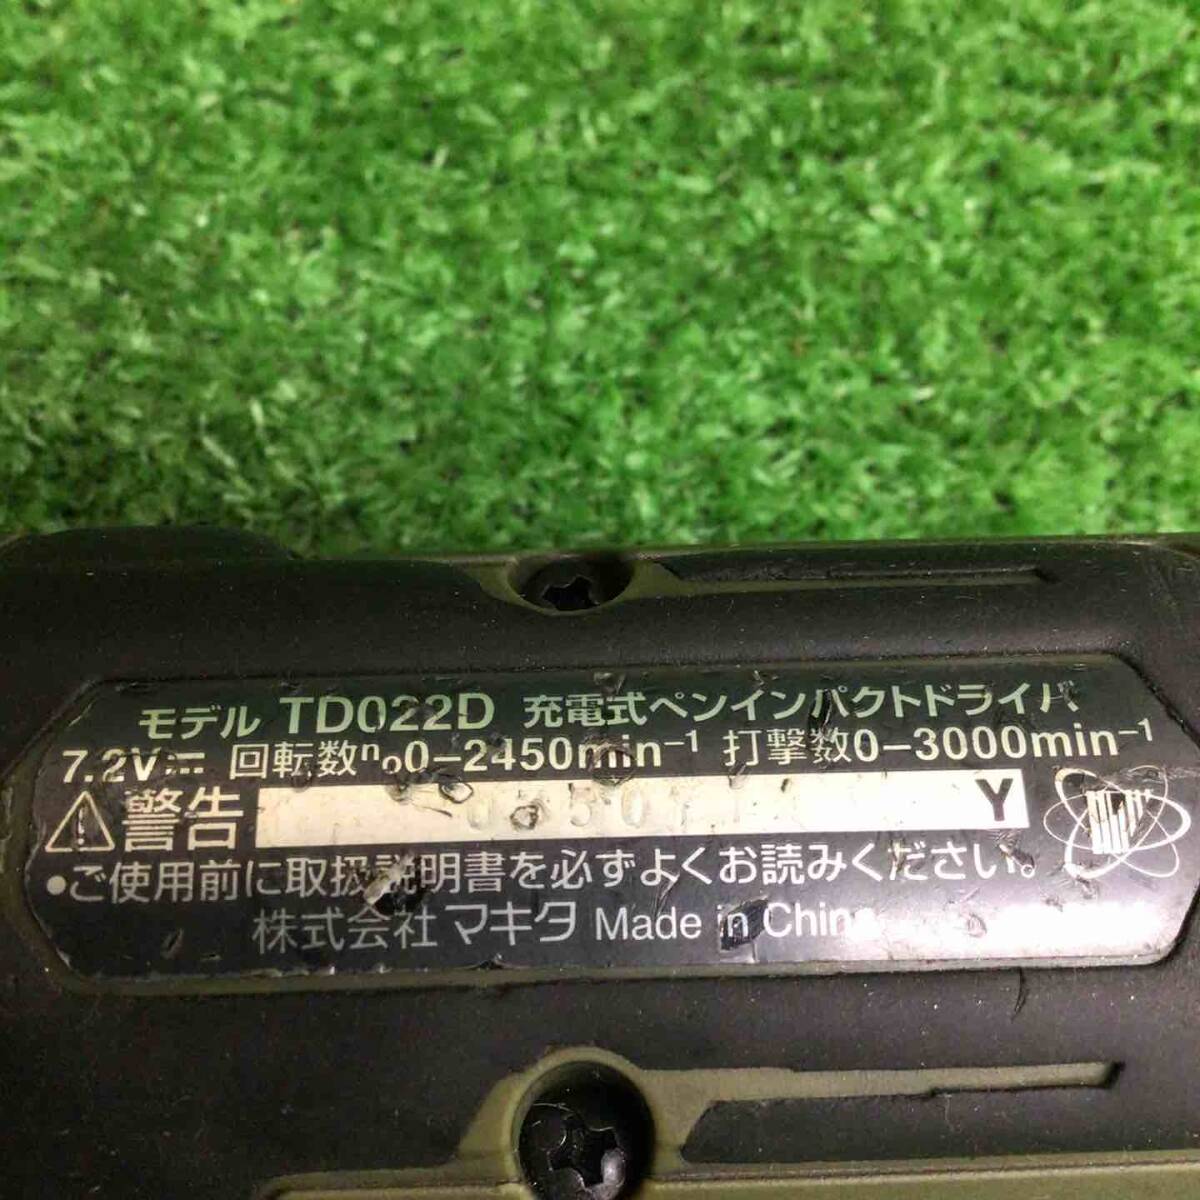 モデル TD022D 充電式ペンインパクトドライバ
7.2V⎓ 回転数n₀0-2450min⁻¹ 打撃数0-3000min⁻¹
⚠警告 Y
•ご使用前に取扱説明書を必ずよくお読みください。
株式会社マキタ Made in China